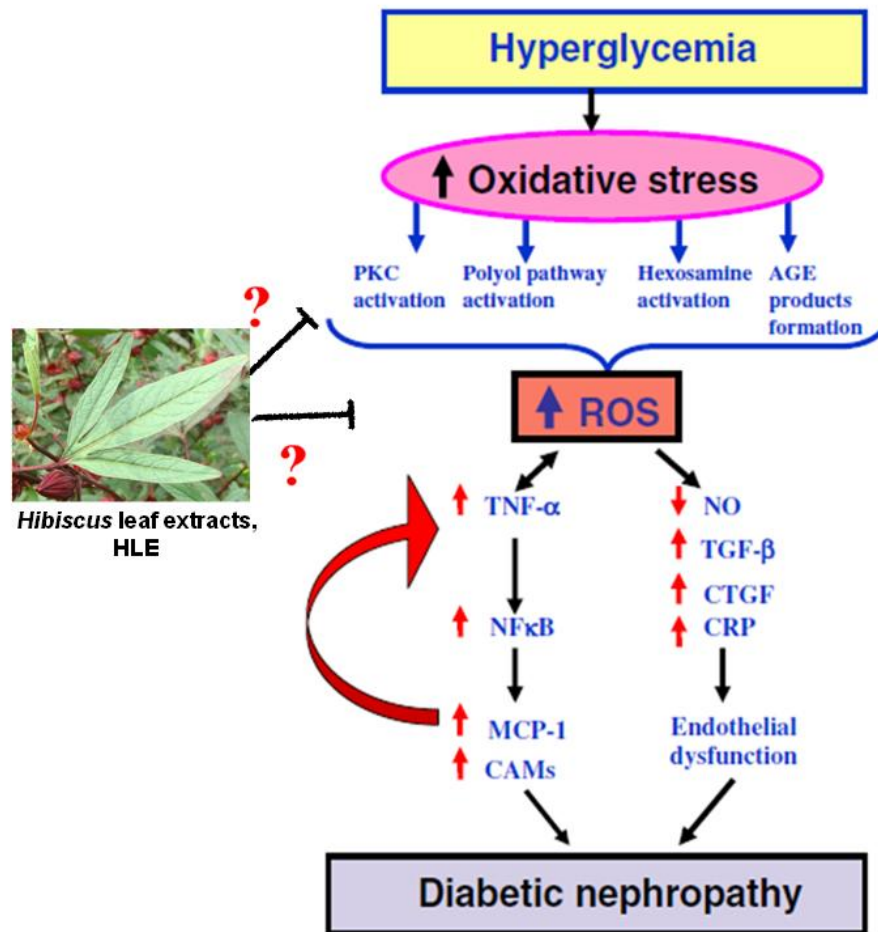 Hyperglycemia
Oxidative stress
PKC
activation
Polyol pathway
activation
Hexosamine
activation
AGE
products
formation
?
?
Hibiscus leaf extracts,
HLE
ROS
TNF-α
NFκB
MCP-1
CAMs
NO
TGF-β
CTGF
CRP
Endothelial
dysfunction
Diabetic nephropathy